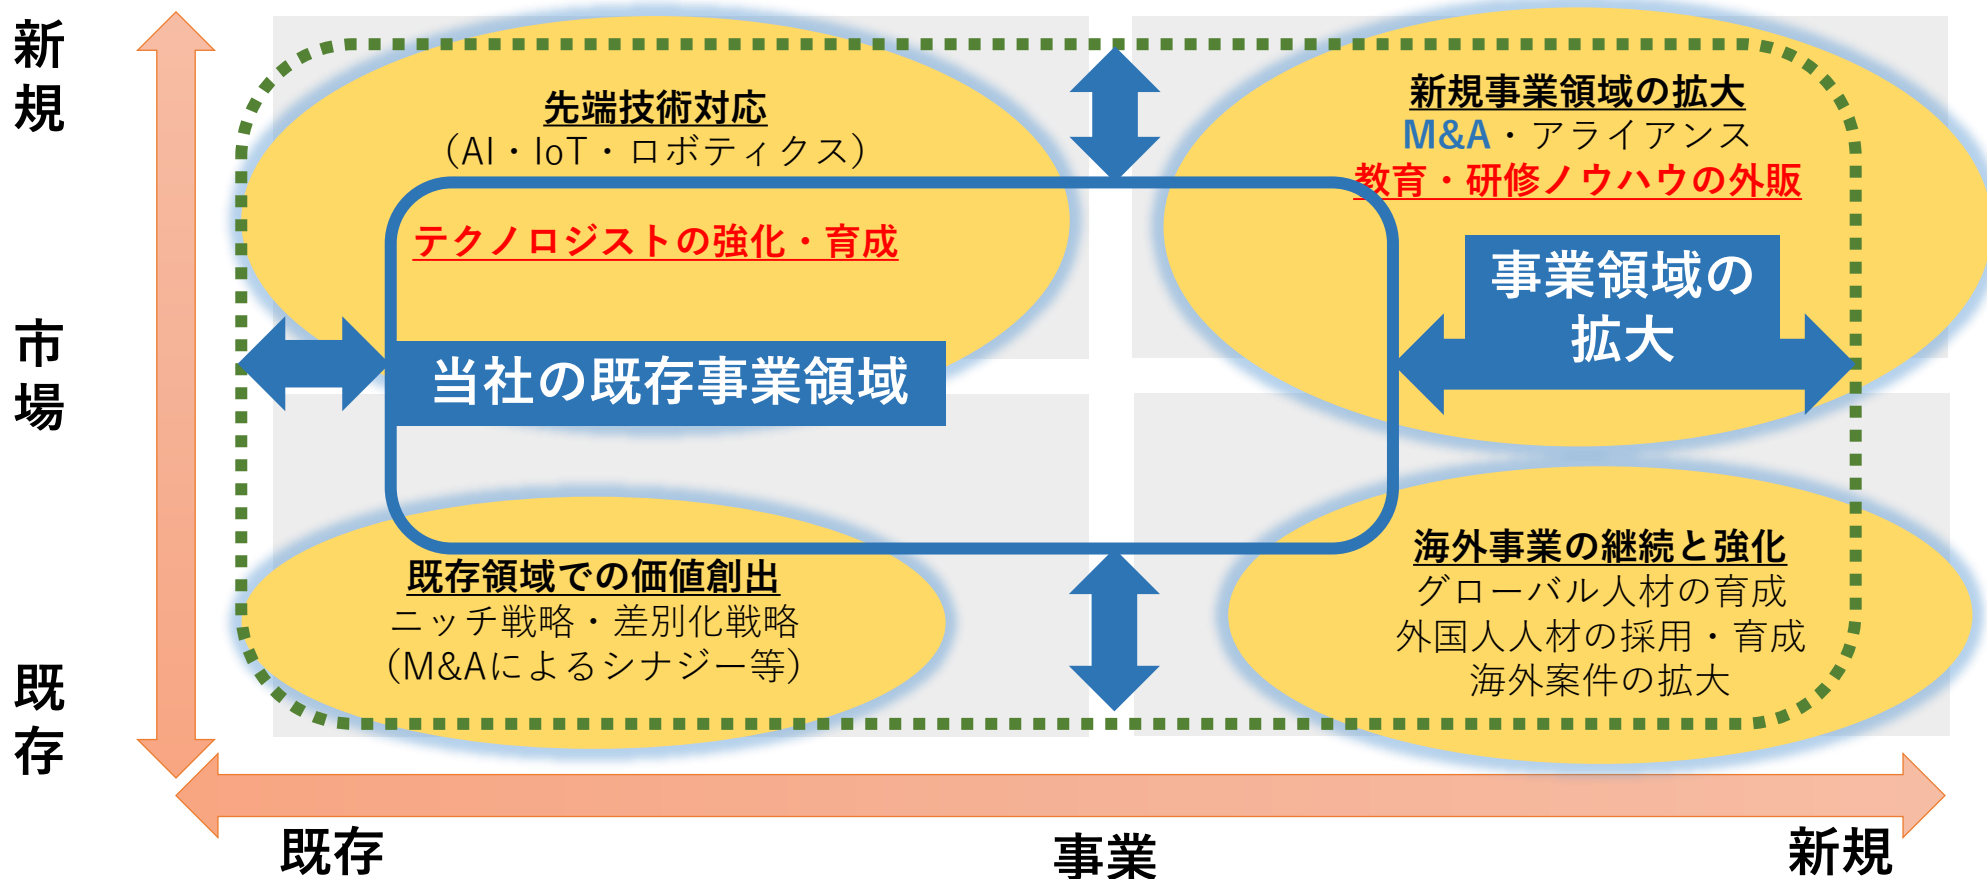 新規
市場
既存
先端技術対応
（AI・IoT・ロボティクス）
テクノロジストの強化・育成
新規事業領域の拡大
M&A・アライアンス
教育・研修ノウハウの外販
事業領域の
拡大
当社の既存事業領域
既存領域での価値創出
ニッチ戦略・差別化戦略
（M&Aによるシナジー等）
海外事業の継続と強化
グローバル人材の育成
外国人人材の採用・育成
海外案件の拡大
既存
事業
新規